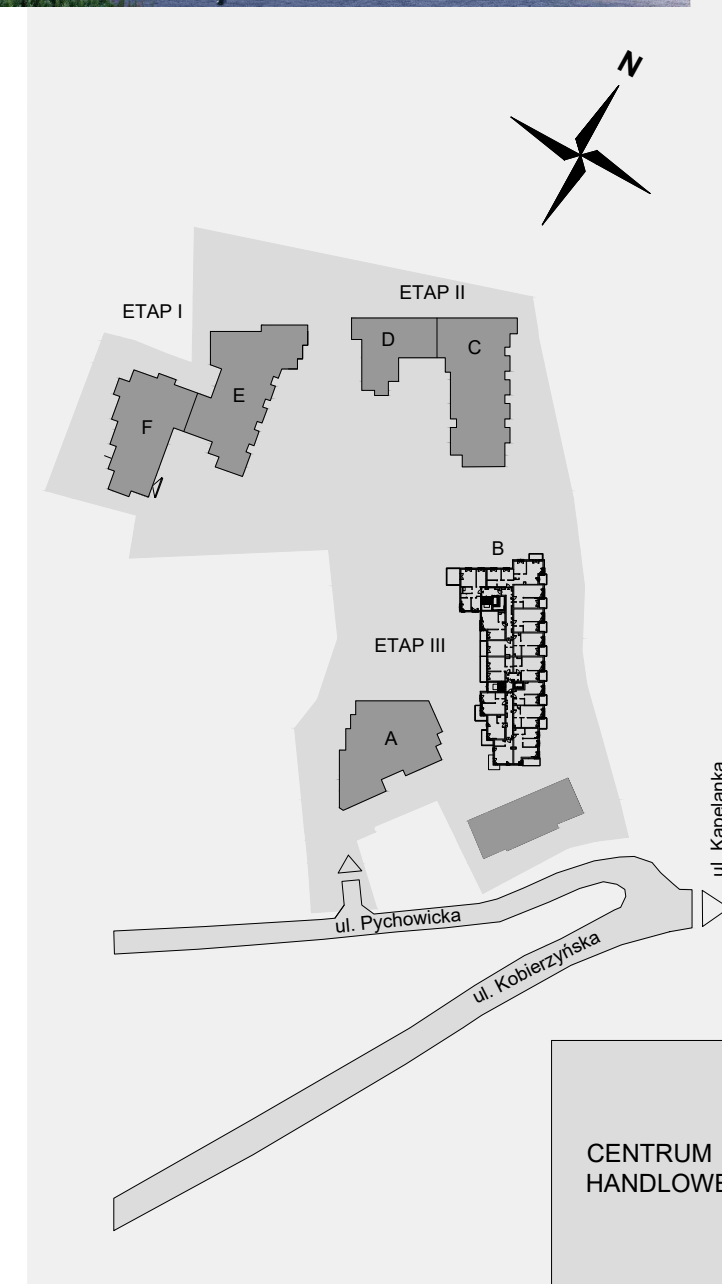 N
ETAP II
ETAP I
D
C
E
F
B
ETAP III
A
ul. Kapelanka
ul. Pychowicka
ul. Kobierzyńska
CENTRUM
HANDLOWE